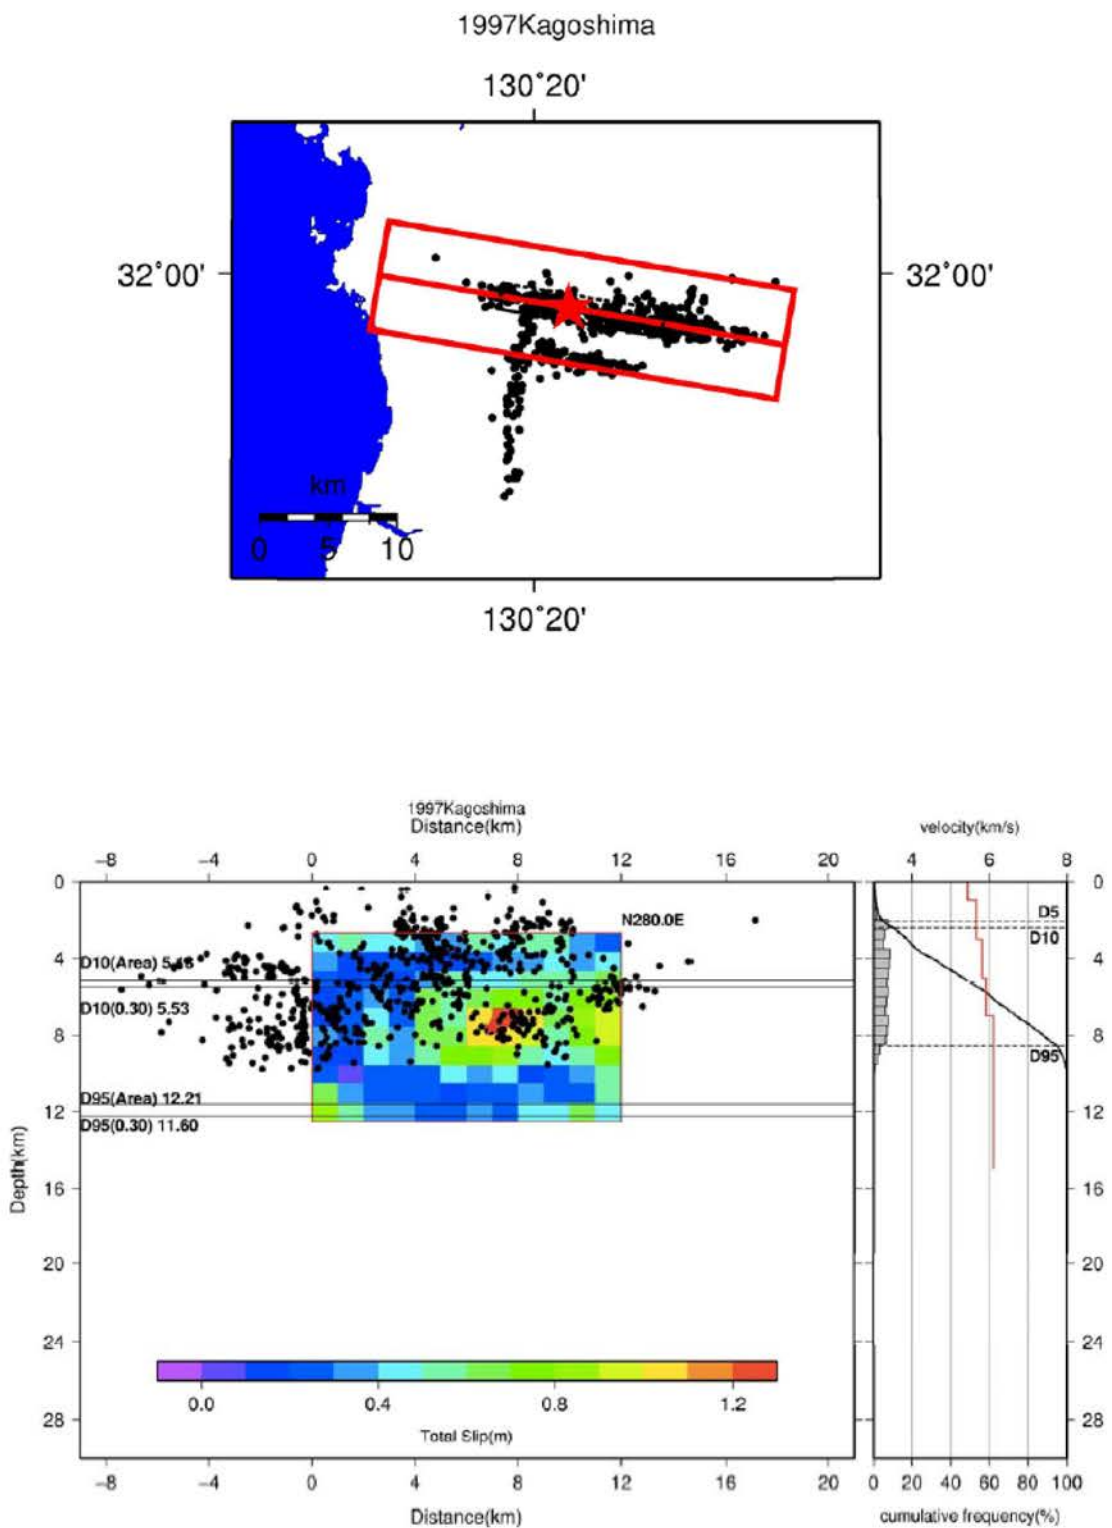 1997Kagoshima
130°20'
32°00' 32°00'
km
0 5 10
130°20'
1997Kagoshima
Distance(km)
velocity(km/s)
−8 −4 0 4 8 12 16 20
4 6 8
0 0
D5
N280.0E
D10
4 4
D10(Area)
D10(0.30) 5.53
8 8
D95
D95(Area) 12.21
12 12
D95(0.30) 11.60
Depth(km)
16 16
20 20
24 24
0.0 0.4 0.8 1.2
28 28
Total Slip(m)
−8 −4 0 4 8 12 16 20
0 20 40 60 80 100
Distance(km)
cumulative frequency(%)